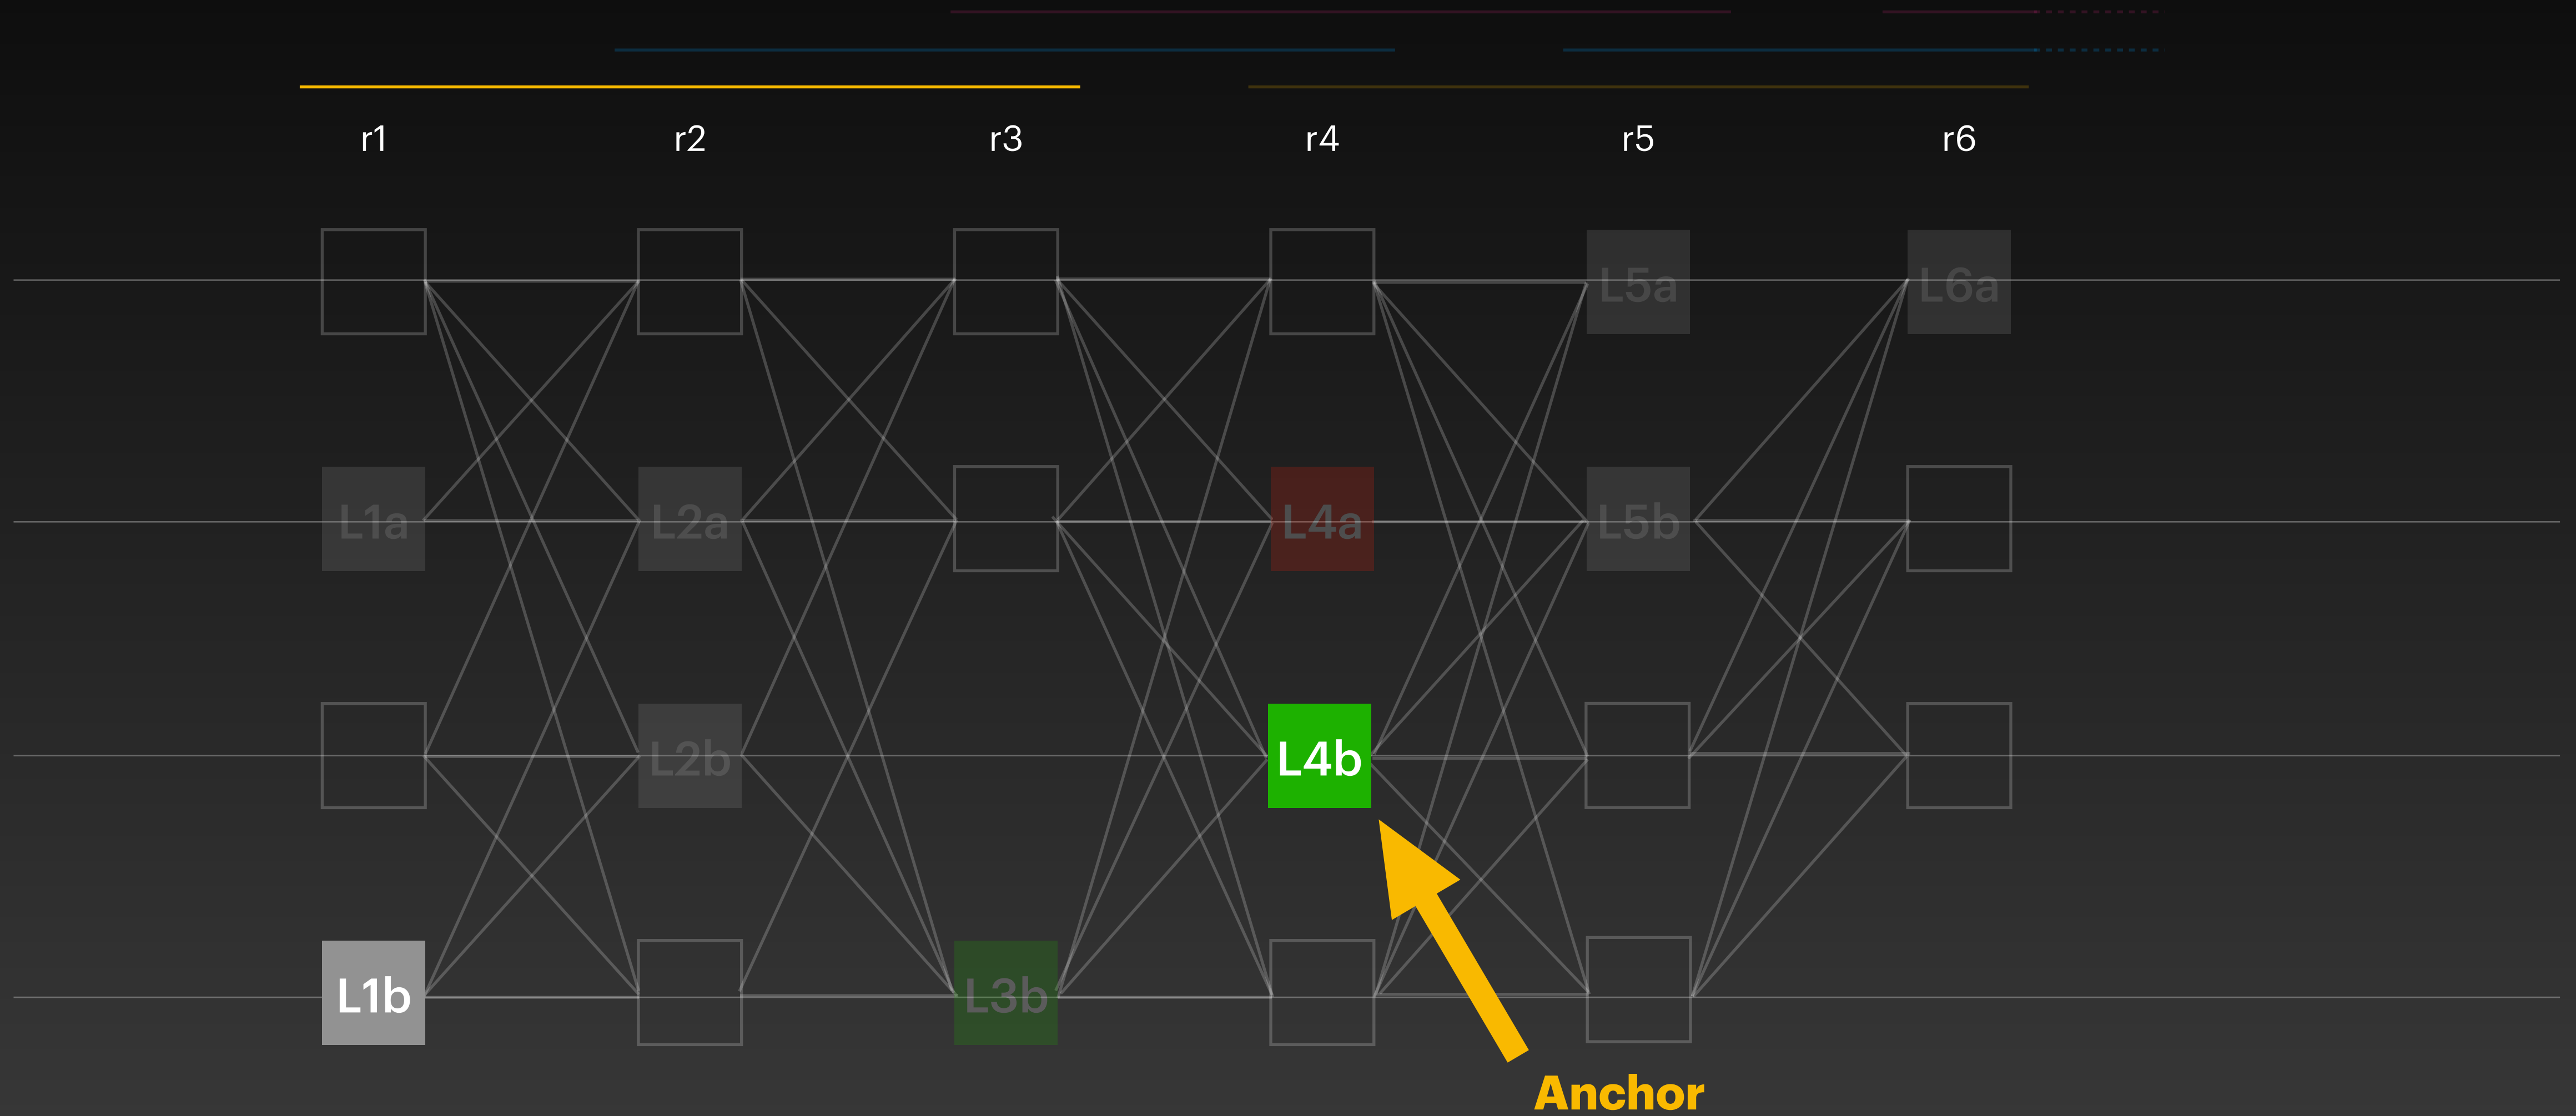 r1 r2 r3 r4 r5 r6
L5a L6a
L1a L2a L4a L5b
L2b L4b
L1b L3b
Anchor